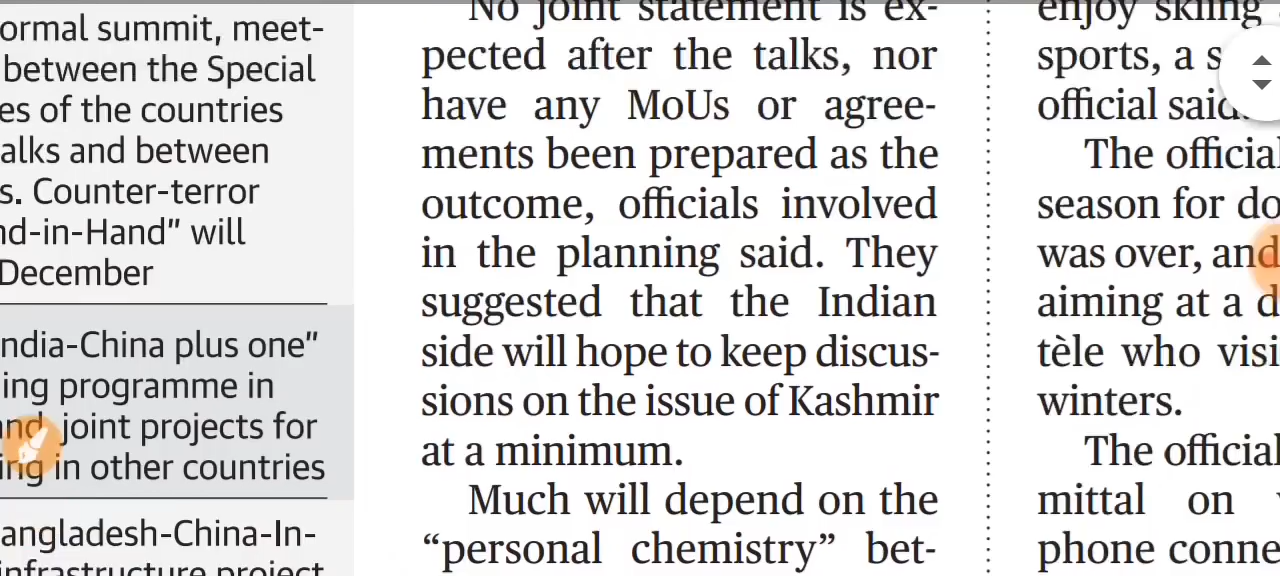 ormal summit, meet-
between the Special
es of the countries
alks and between
s. Counter-terror
nd-in-Hand” will
December
ndia-China plus one”
ing programme in
and joint projects for
ing in other countries
angladesh-China-In-
infrastructure project
No joint statement is ex-
pected after the talks, nor
have any MoUs or agree-
ments been prepared as the
outcome, officials involved
in the planning said. They
suggested that the Indian
side will hope to keep discus-
sions on the issue of Kashmir
at a minimum.
Much will depend on the
“personal chemistry” bet-
enjoy skiing
sports, a s
official said.
The official
season for do
was over, and
aiming at a d
tèle who visi
winters.
The official
mittal on
phone conne